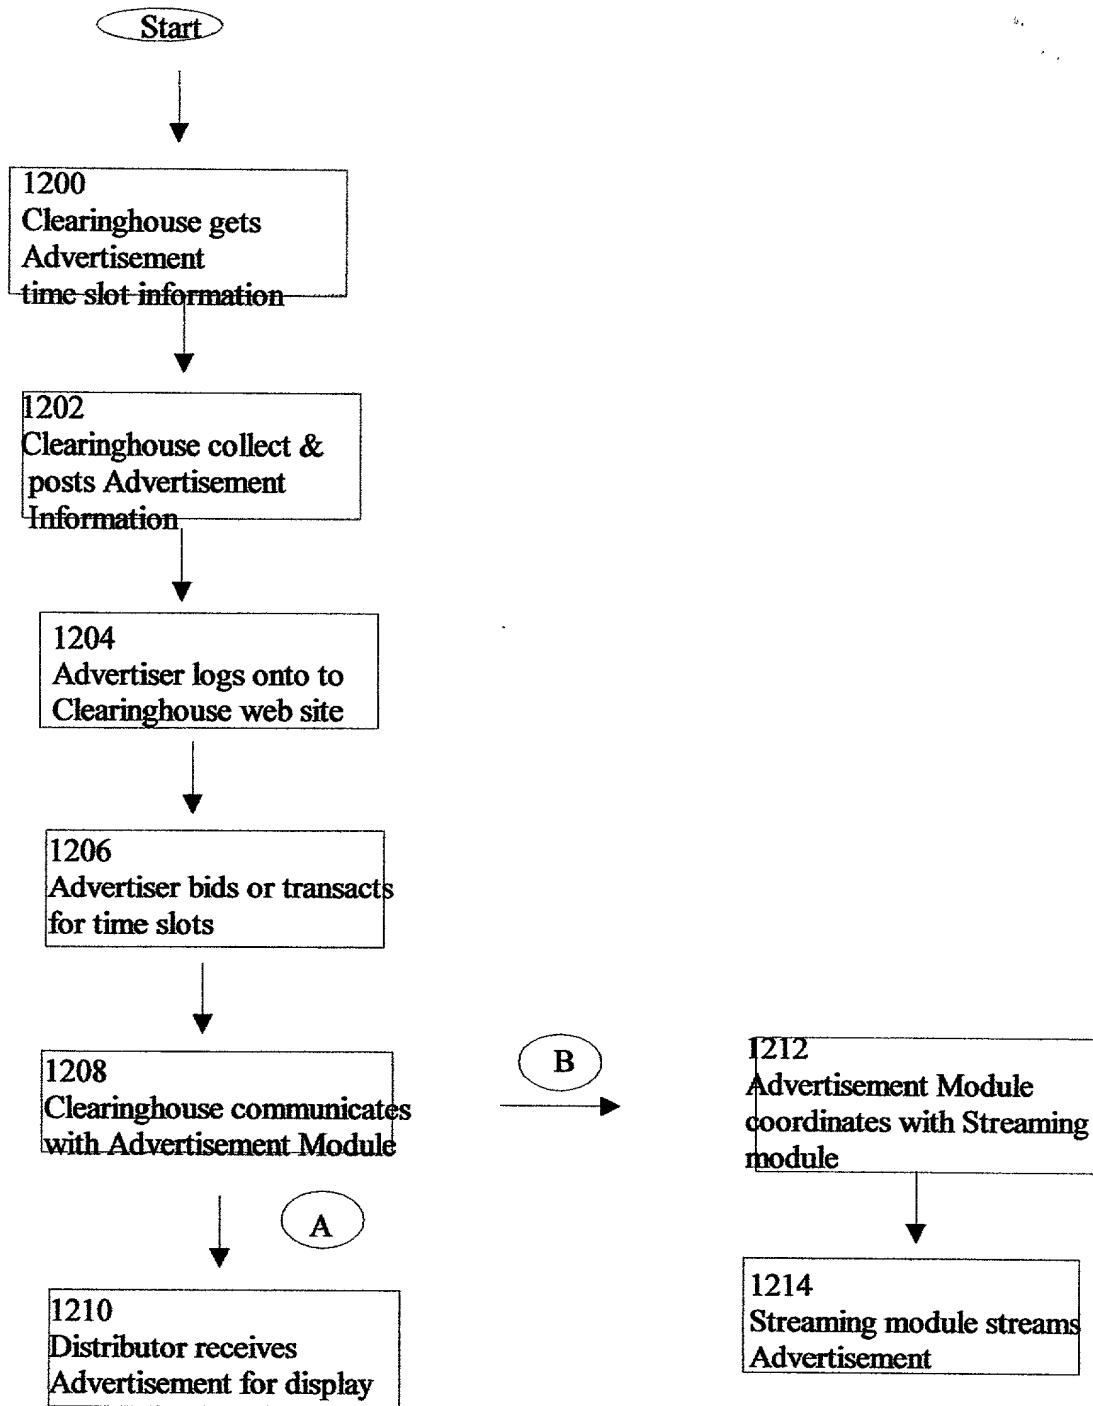 Start
1200
Clearinghouse gets
Advertisement
time slot information
1202
Clearinghouse collect &
posts Advertisement
Information
1204
Advertiser logs onto to
Clearinghouse web site
1206
Advertiser bids or transacts
for time slots
1208
Clearinghouse communicates
with Advertisement Module
B
1212
Advertisement Module
coordinates with Streaming
module
A
1210
Distributor receives
Advertisement for display
1214
Streaming module streams
Advertisement